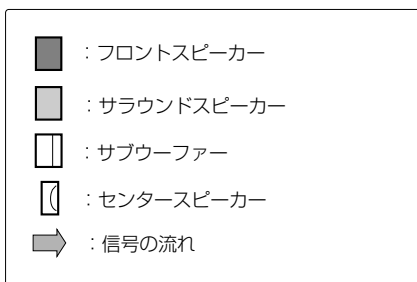 ：フロントスピーカー
：サラウンドスピーカー
：サブウーファー
：センタースピーカー
：信号の流れ